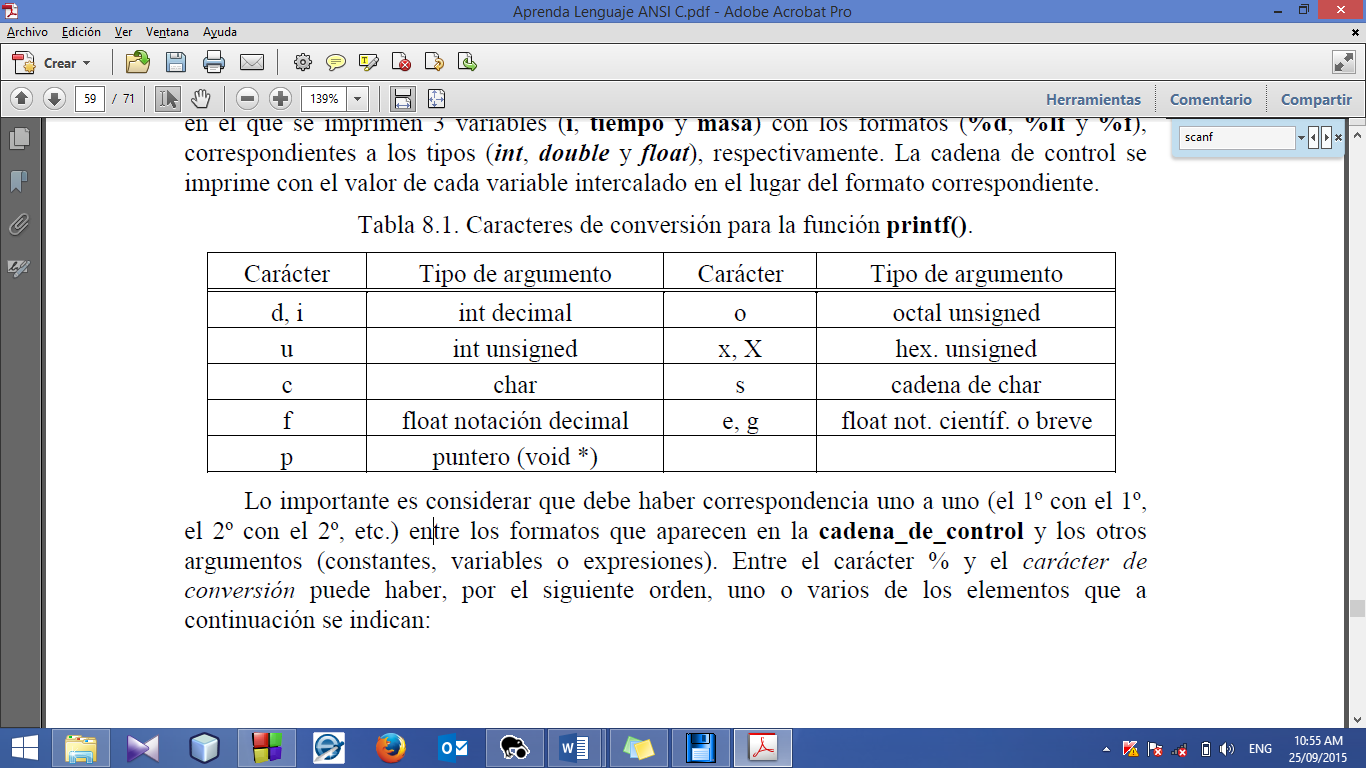 Aprenda Lenguaje ANSI C.pdf - Adobe Acrobat Pro
Archivo Edición Ver Ventana Ayuda
Crear
59 / 71 139% Herramientas Comentario Compartir
scanf
en el que se imprimen 3 variables (i, tiempo y masa) con los formatos (%d, %lf y %f),
correspondientes a los tipos (int, double y float), respectivamente. La cadena de control se
imprime con el valor de cada variable intercalado en el lugar del formato correspondiente.
Tabla 8.1. Caracteres de conversión para la función printf().
Carácter Tipo de argumento Carácter Tipo de argumento
d, i int decimal o octal unsigned
u int unsigned x, X hex. unsigned
c char s cadena de char
f float notación decimal e, g float not. científ. o breve
p puntero (void *)
Lo importante es considerar que debe haber correspondencia uno a uno (el 1º con el 1º,
el 2º con el 2º, etc.) entre los formatos que aparecen en la cadena_de_control y los otros
argumentos (constantes, variables o expresiones). Entre el carácter % y el carácter de
conversión puede haber, por el siguiente orden, uno o varios de los elementos que a
continuación se indican:
ENG 10:55 AM
25/09/2015